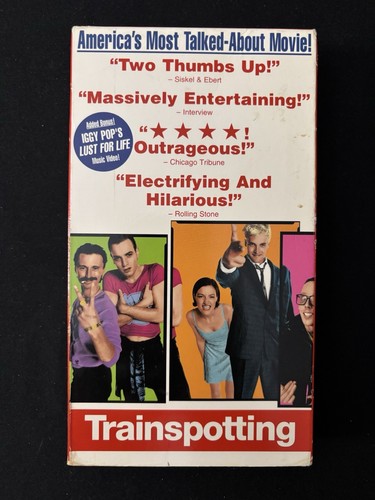 America's Most Talked-About Movie!
“Two Thumbs Up!”
– Siskel & Ebert
“Massively Entertaining!”
– Interview
Added Bonus!
IGGY POP'S
LUST FOR LIFE
Music Video!
“★★★★!
Outrageous!”
– Chicago Tribune
“Electrifying And
Hilarious!”
– Rolling Stone
Trainspotting